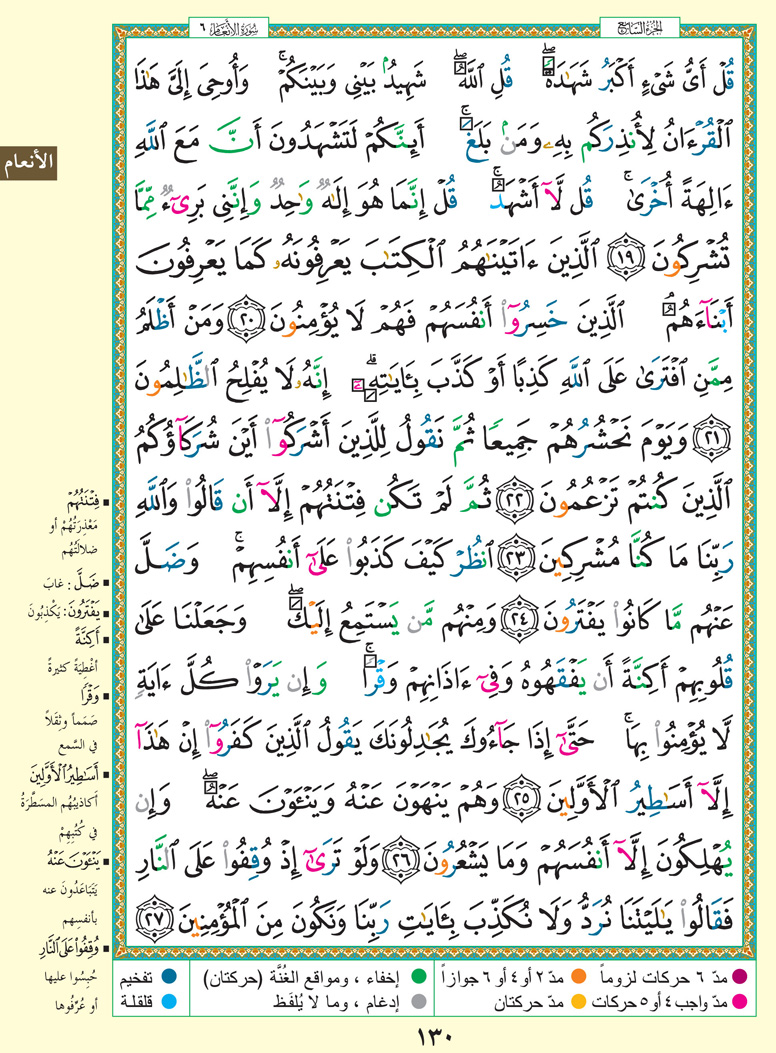 الجزء السابع
سورة الأنعام ٦
قُلْ أَىُّ شَىْءٍ أَكْبَرُ شَهَٰدَةًۖ قُلِ ٱللَّهُۖ شَهِيدُۢ بَيْنِى وَبَيْنَكُمْۚ وَأُوحِىَ إِلَىَّ هَٰذَا
ٱلْقُرْءَانُ لِأُنذِرَكُم بِهِۦ وَمَنۢ بَلَغَۚ أَئِنَّكُمْ لَتَشْهَدُونَ أَنَّ مَعَ ٱللَّهِ
ءَالِهَةً أُخْرَىٰۚ قُل لَّآ أَشْهَدُۚ قُلْ إِنَّمَا هُوَ إِلَٰهٌ وَٰحِدٌ وَإِنَّنِى بَرِىٓءٌ مِّمَّا
تُشْرِكُونَ ١٩ ٱلَّذِينَ ءَاتَيْنَٰهُمُ ٱلْكِتَٰبَ يَعْرِفُونَهُۥ كَمَا يَعْرِفُونَ
أَبْنَآءَهُمُۘ ٱلَّذِينَ خَسِرُوٓا۟ أَنفُسَهُمْ فَهُمْ لَا يُؤْمِنُونَ ٢٠ وَمَنْ أَظْلَمُ
مِمَّنِ ٱفْتَرَىٰ عَلَى ٱللَّهِ كَذِبًا أَوْ كَذَّبَ بِـَٔايَٰتِهِۦٓۗ إِنَّهُۥ لَا يُفْلِحُ ٱلظَّٰلِمُونَ
٢١ وَيَوْمَ نَحْشُرُهُمْ جَمِيعًا ثُمَّ نَقُولُ لِلَّذِينَ أَشْرَكُوٓا۟ أَيْنَ شُرَكَآؤُكُمُ
ٱلَّذِينَ كُنتُمْ تَزْعُمُونَ ٢٢ ثُمَّ لَمْ تَكُن فِتْنَتُهُمْ إِلَّآ أَن قَالُوا۟ وَٱللَّهِ
رَبِّنَا مَا كُنَّا مُشْرِكِينَ ٢٣ ٱنظُرْ كَيْفَ كَذَبُوا۟ عَلَىٰٓ أَنفُسِهِمْۚ وَضَلَّ
عَنْهُم مَّا كَانُوا۟ يَفْتَرُونَ ٢٤ وَمِنْهُم مَّن يَسْتَمِعُ إِلَيْكَۖ وَجَعَلْنَا عَلَىٰ
قُلُوبِهِمْ أَكِنَّةً أَن يَفْقَهُوهُ وَفِىٓ ءَاذَانِهِمْ وَقْرًاۚ وَإِن يَرَوْا۟ كُلَّ ءَايَةٍ
لَّا يُؤْمِنُوا۟ بِهَاۚ حَتَّىٰٓ إِذَا جَآءُوكَ يُجَٰدِلُونَكَ يَقُولُ ٱلَّذِينَ كَفَرُوٓا۟ إِنْ هَٰذَآ
إِلَّآ أَسَٰطِيرُ ٱلْأَوَّلِينَ ٢٥ وَهُمْ يَنْهَوْنَ عَنْهُ وَيَنْـَٔوْنَ عَنْهُۖ وَإِن
يُهْلِكُونَ إِلَّآ أَنفُسَهُمْ وَمَا يَشْعُرُونَ ٢٦ وَلَوْ تَرَىٰٓ إِذْ وُقِفُوا۟ عَلَى ٱلنَّارِ
فَقَالُوا۟ يَٰلَيْتَنَا نُرَدُّ وَلَا نُكَذِّبَ بِـَٔايَٰتِ رَبِّنَا وَنَكُونَ مِنَ ٱلْمُؤْمِنِينَ ٢٧
الأنعام
فِتْنَتُهُمْ
مَعْذِرَتُهُمْ أو
ضلالتُهُم
ضَلَّ: غابَ
يَفْتَرُونَ: يَكْذِبُونَ
أَكِنَّةً
أغْطِيَةً كثيرةً
وَقْرًا
صَمَماً وثِقَلاً
في السَّمع
أَسَٰطِيرُ ٱلْأَوَّلِينَ
أكاذيبُهُم المسطَّرَةُ
في كُتُبِهِمْ
يَنْـَٔوْنَ عَنْهُ
يَتَبَاعَدُونَ عنه
بأنفسِهِم
وُقِفُوا۟ عَلَى ٱلنَّارِ
حُبِسُوا عليها
أو عُرِّفُوها
مدّ ٦ حركات لزوماً
مدّ ٢ أو ٤ أو ٦ جوازاً
إخفاء ، ومواقع الغُنَّة (حركتان)
تفخيم
مدّ واجب ٤ أو ٥ حركات
مدّ حركتان
إدغام ، وما لا يُلفَظ
قلقلة
١٣٠